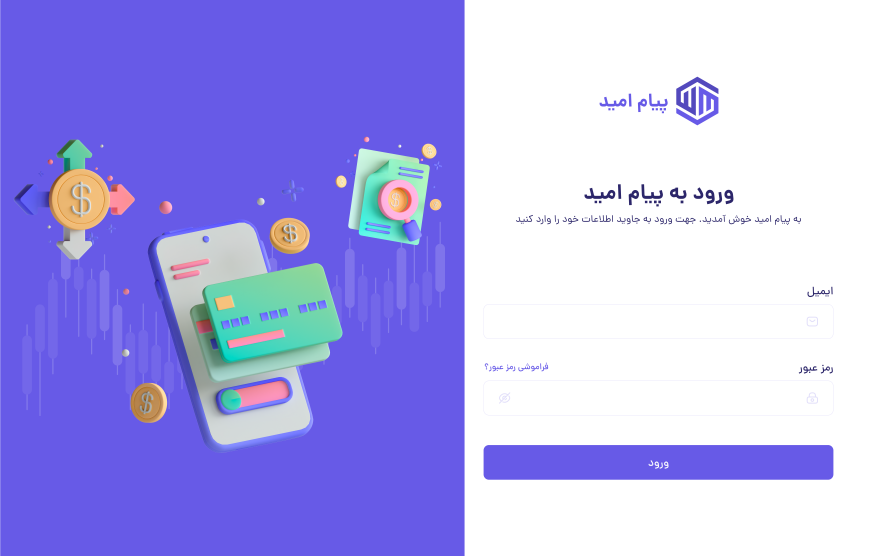 پیام امید
ورود به پیام امید
به پیام امید خوش آمدید. جهت ورود به جاوید اطلاعات خود را وارد کنید
ایمیل
رمز عبور
فراموشی رمز عبور؟
ورود